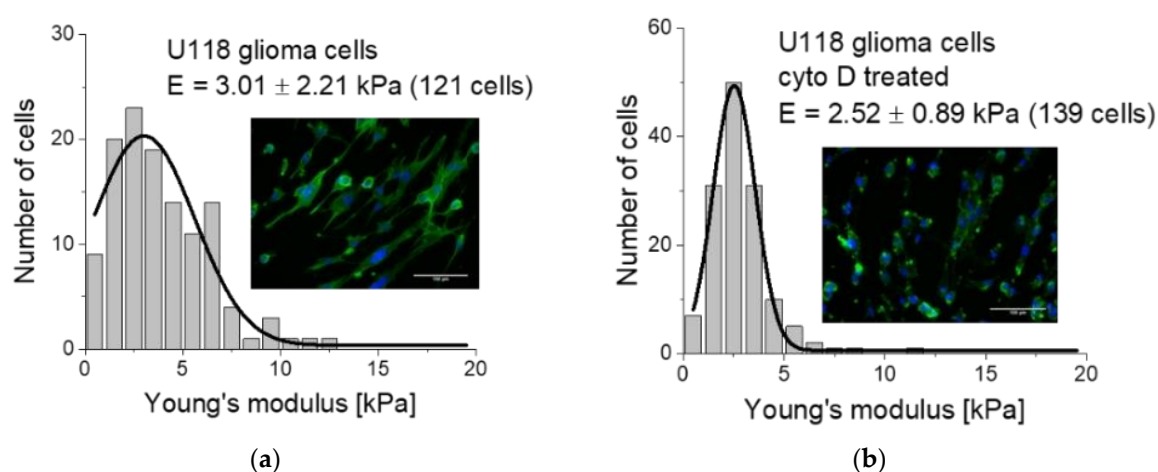 30
20
10
0
Number of cells
U118 glioma cells
E = 3.01 ± 2.21 kPa (121 cells)
0 5 10 15 20
Young's modulus [kPa]
(a)
60
40
20
0
Number of cells
U118 glioma cells
cyto D treated
E = 2.52 ± 0.89 kPa (139 cells)
0 5 10 15 20
Young's modulus [kPa]
(b)